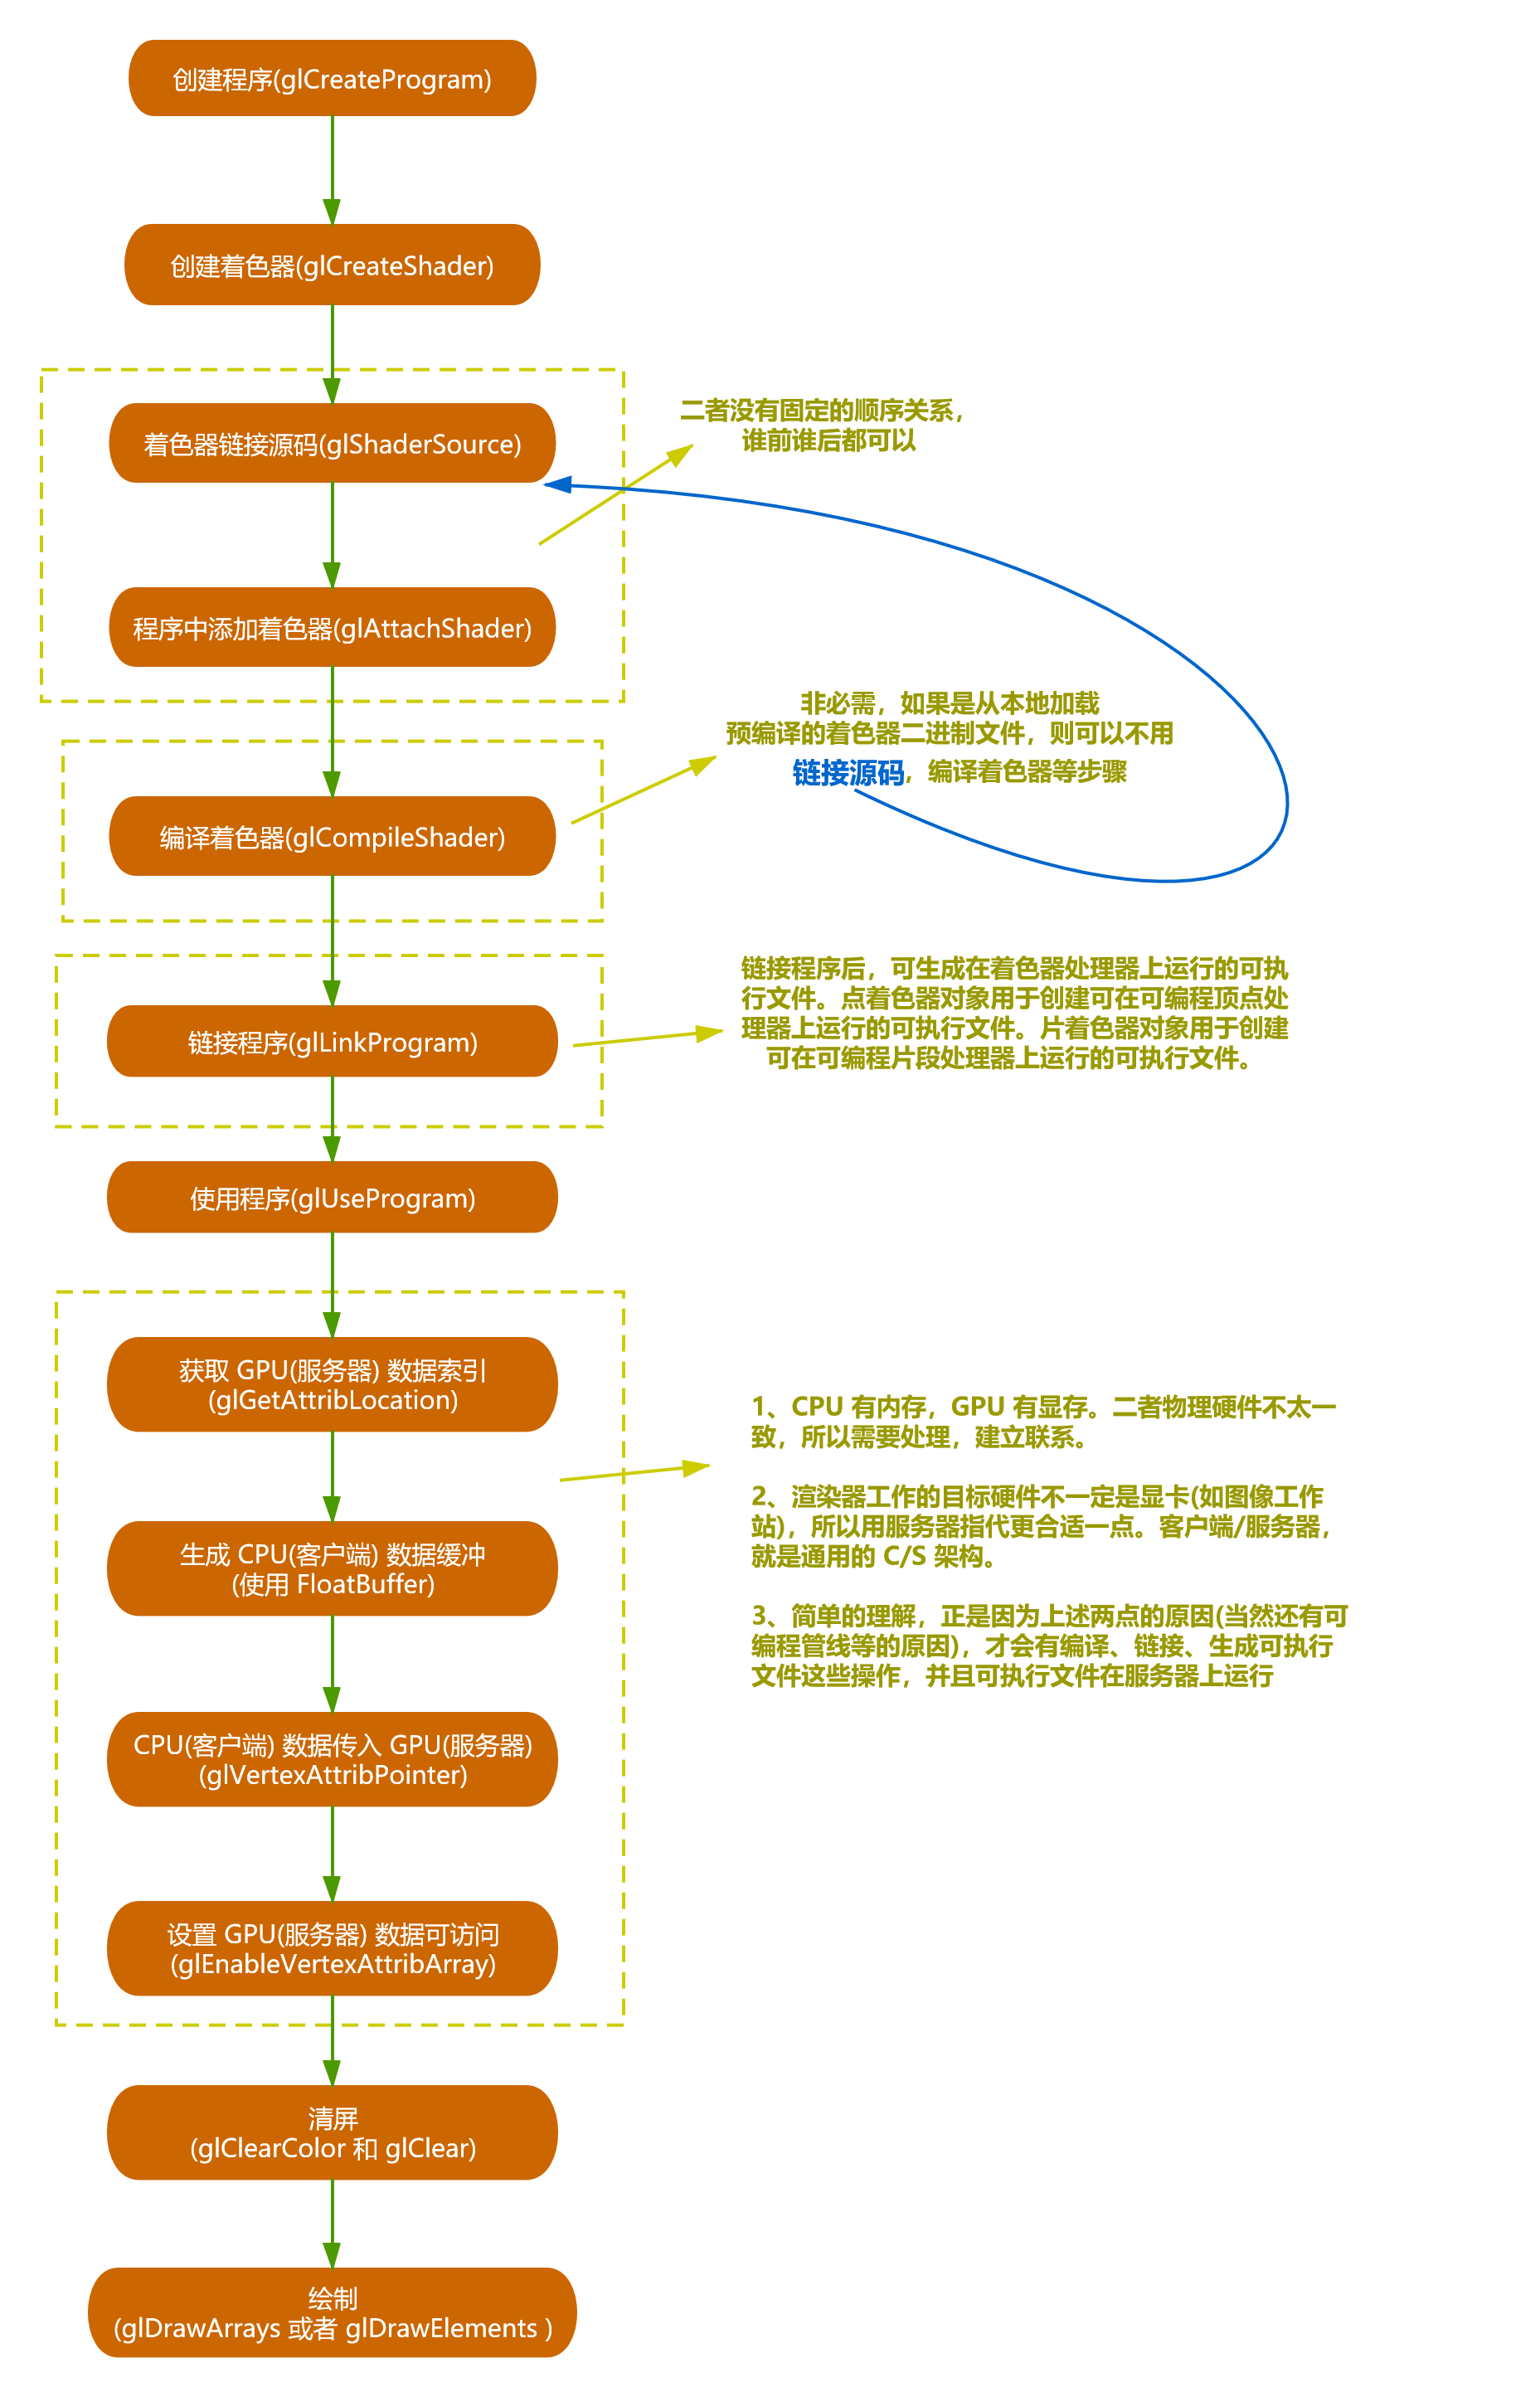 创建程序(glCreateProgram)
创建着色器(glCreateShader)
着色器链接源码(glShaderSource)
二者没有固定的顺序关系，
谁前谁后都可以
程序中添加着色器(glAttachShader)
非必需，如果是从本地加载
预编译的着色器二进制文件，则可以不用
链接源码，编译着色器等步骤
编译着色器(glCompileShader)
链接程序后，可生成在着色器处理器上运行的可执
行文件。点着色器对象用于创建可在可编程顶点处
理器上运行的可执行文件。片着色器对象用于创建
可在可编程片段处理器上运行的可执行文件。
链接程序(glLinkProgram)
使用程序(glUseProgram)
获取 GPU(服务器) 数据索引
(glGetAttribLocation)
生成 CPU(客户端) 数据缓冲
(使用 FloatBuffer)
CPU(客户端) 数据传入 GPU(服务器)
(glVertexAttribPointer)
设置 GPU(服务器) 数据可访问
(glEnableVertexAttribArray)
1、CPU 有内存，GPU 有显存。二者物理硬件不太一
致，所以需要处理，建立联系。
2、渲染器工作的目标硬件不一定是显卡(如图像工作
站)，所以用服务器指代更合适一点。客户端/服务器，
就是通用的 C/S 架构。
3、简单的理解，正是因为上述两点的原因(当然还有可
编程管线等的原因)，才会有编译、链接、生成可执行
文件这些操作，并且可执行文件在服务器上运行
清屏
(glClearColor 和 glClear)
绘制
(glDrawArrays 或者 glDrawElements )